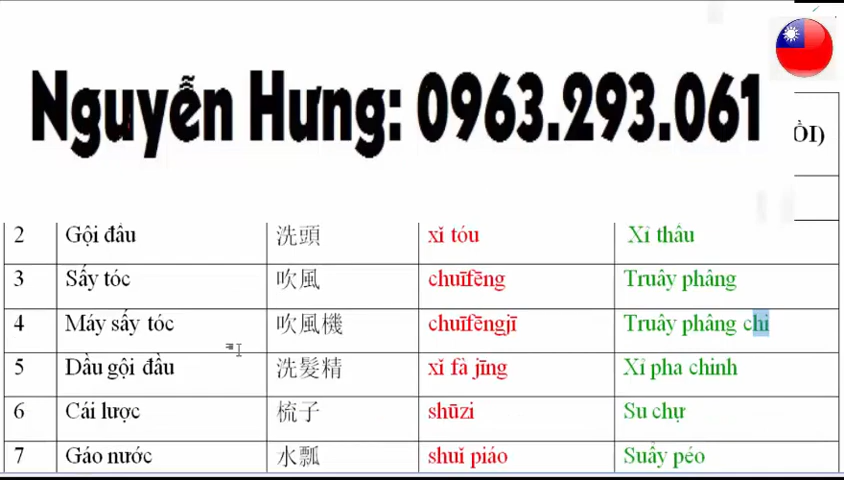 Nguyễn Hưng: 0963.293.061
ỒI)
2 Gội đầu 洗頭 xǐ tóu Xỉ thấu
3 Sấy tóc 吹風 chuīfēng Truây phâng
4 Máy sấy tóc 吹風機 chuīfēngjī Truây phâng chi
5 Dầu gội đầu 洗髮精 xǐ fà jīng Xỉ pha chinh
6 Cái lược 梳子 shūzi Su chự
7 Gáo nước 水瓢 shuǐ piáo Suẩy péo